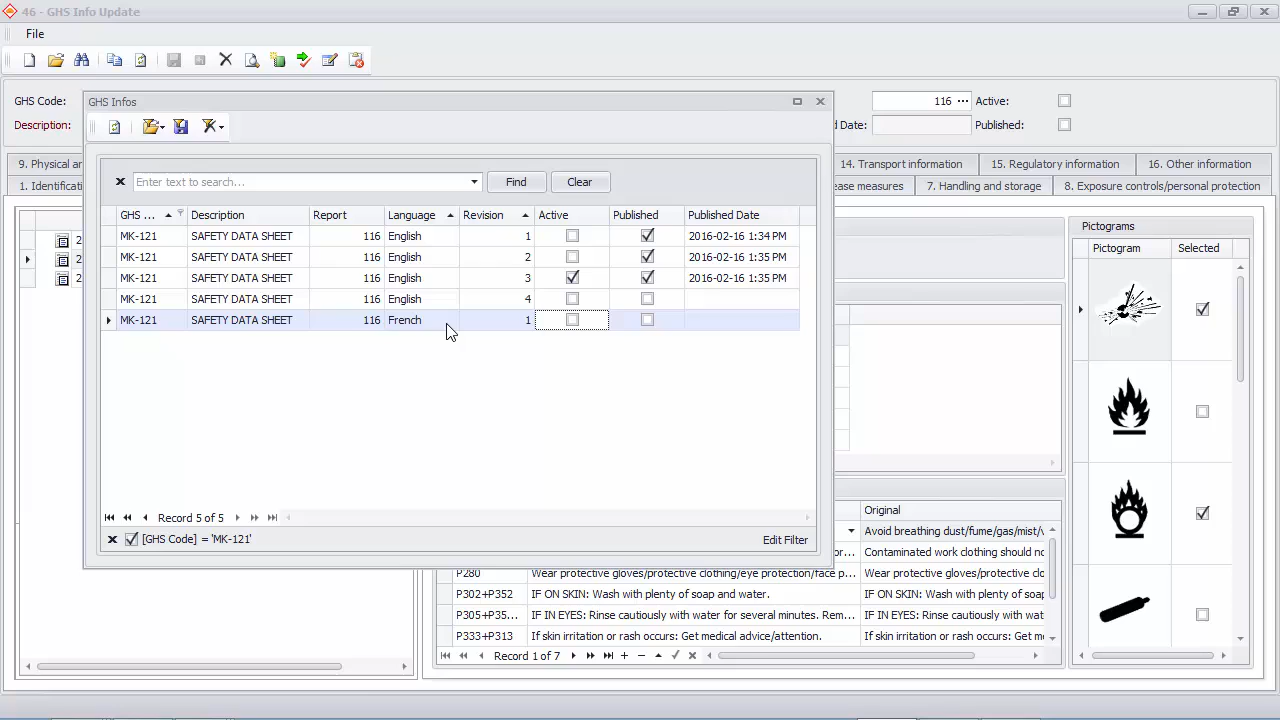 46 - GHS Info Update
File
GHS Code: 116 ··· Active:
Description: d Date: Published:
GHS Infos
9. Physical ar 14. Transport information 15. Regulatory information 16. Other information
1. Identificati ease measures 7. Handling and storage 8. Exposure controls/personal protection
Enter text to search... Find Clear
GHS ... Description Report Language Revision Active Published Published Date
MK-121 SAFETY DATA SHEET 116 English 1 2016-02-16 1:34 PM
MK-121 SAFETY DATA SHEET 116 English 2 2016-02-16 1:35 PM
MK-121 SAFETY DATA SHEET 116 English 3 2016-02-16 1:35 PM
MK-121 SAFETY DATA SHEET 116 English 4
MK-121 SAFETY DATA SHEET 116 French 1
Record 5 of 5
[GHS Code] = 'MK-121' Edit Filter
2
2
2
Pictograms
Pictogram Selected
Original
Avoid breathing dust/fume/gas/mist/v
or... Contaminated work clothing should no
P280 Wear protective gloves/protective clothing/eye protection/face p... Wear protective gloves/protective clothing
P302+P352 IF ON SKIN: Wash with plenty of soap and water. IF ON SKIN: Wash with plenty of soap
P305+P35... IF IN EYES: Rinse cautiously with water for several minutes. Rem... IF IN EYES: Rinse cautiously with wat
P333+P313 If skin irritation or rash occurs: Get medical advice/attention. If skin irritation or rash occurs: Get m
Record 1 of 7